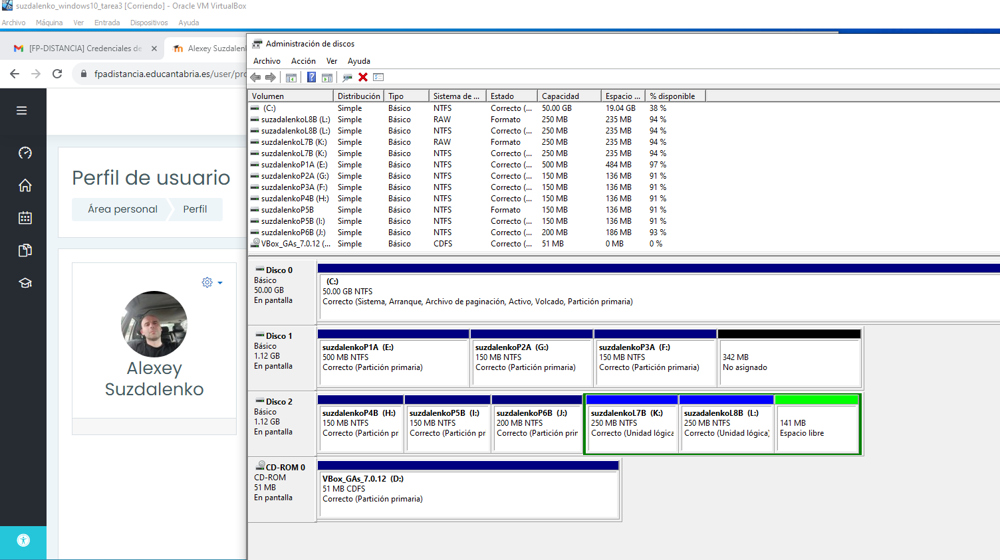 suzdalenko_windows10_tarea3 [Corriendo] - Oracle VM VirtualBox
Archivo Máquina Ver Entrada Dispositivos Ayuda
[FP-DISTANCIA] Credenciales de
Alexey Suzdalenk
fpadistancia.educantabria.es/user/pro
Perfil de usuario
Área personal Perfil
Alexey
Suzdalenko
Administración de discos
Archivo Acción Ver Ayuda
Volumen Distribución Tipo Sistema de ... Estado Capacidad Espacio ... % disponible
(C:) Simple Básico NTFS Correcto (... 50.00 GB 19.04 GB 38 %
suzadalenkoL8B (L:) Simple Básico RAW Formato 250 MB 235 MB 94 %
suzadalenkoL8B (L:) Simple Básico NTFS Correcto (... 250 MB 235 MB 94 %
suzdalenkoL7B (K:) Simple Básico RAW Formato 250 MB 235 MB 94 %
suzdalenkoL7B (K:) Simple Básico NTFS Correcto (... 250 MB 235 MB 94 %
suzdalenkoP1A (E:) Simple Básico NTFS Correcto (... 500 MB 484 MB 97 %
suzdalenkoP2A (G:) Simple Básico NTFS Correcto (... 150 MB 136 MB 91 %
suzdalenkoP3A (F:) Simple Básico NTFS Correcto (... 150 MB 136 MB 91 %
suzdalenkoP4B (H:) Simple Básico NTFS Correcto (... 150 MB 136 MB 91 %
suzdalenkoP5B Simple Básico NTFS Formato 150 MB 136 MB 91 %
suzdalenkoP5B (I:) Simple Básico NTFS Correcto (... 150 MB 136 MB 91 %
suzdalenkoP6B (J:) Simple Básico NTFS Correcto (... 200 MB 186 MB 93 %
VBox_GAs_7.0.12 (... Simple Básico CDFS Correcto (... 51 MB 0 MB 0 %
Disco 0
Básico
50.00 GB
En pantalla
(C:)
50.00 GB NTFS
Correcto (Sistema, Arranque, Archivo de paginación, Activo, Volcado, Partición primaria)
Disco 1
Básico
1.12 GB
En pantalla
suzdalenkoP1A (E:)
500 MB NTFS
Correcto (Partición primaria)
suzdalenkoP2A (G:)
150 MB NTFS
Correcto (Partición primaria)
suzdalenkoP3A (F:)
150 MB NTFS
Correcto (Partición primaria)
342 MB
No asignado
Disco 2
Básico
1.12 GB
En pantalla
suzdalenkoP4B (H:)
150 MB NTFS
Correcto (Partición pr
suzdalenkoP5B (I:)
150 MB NTFS
Correcto (Partición pr
suzdalenkoP6B (J:)
200 MB NTFS
Correcto (Partición prir
suzdalenkoL7B (K:)
250 MB NTFS
Correcto (Unidad lógica
suzadalenkoL8B (L:)
250 MB NTFS
Correcto (Unidad lógica)
141 MB
Espacio libre
CD-ROM 0
CD-ROM
51 MB
En pantalla
VBox_GAs_7.0.12 (D:)
51 MB CDFS
Correcto (Partición primaria)